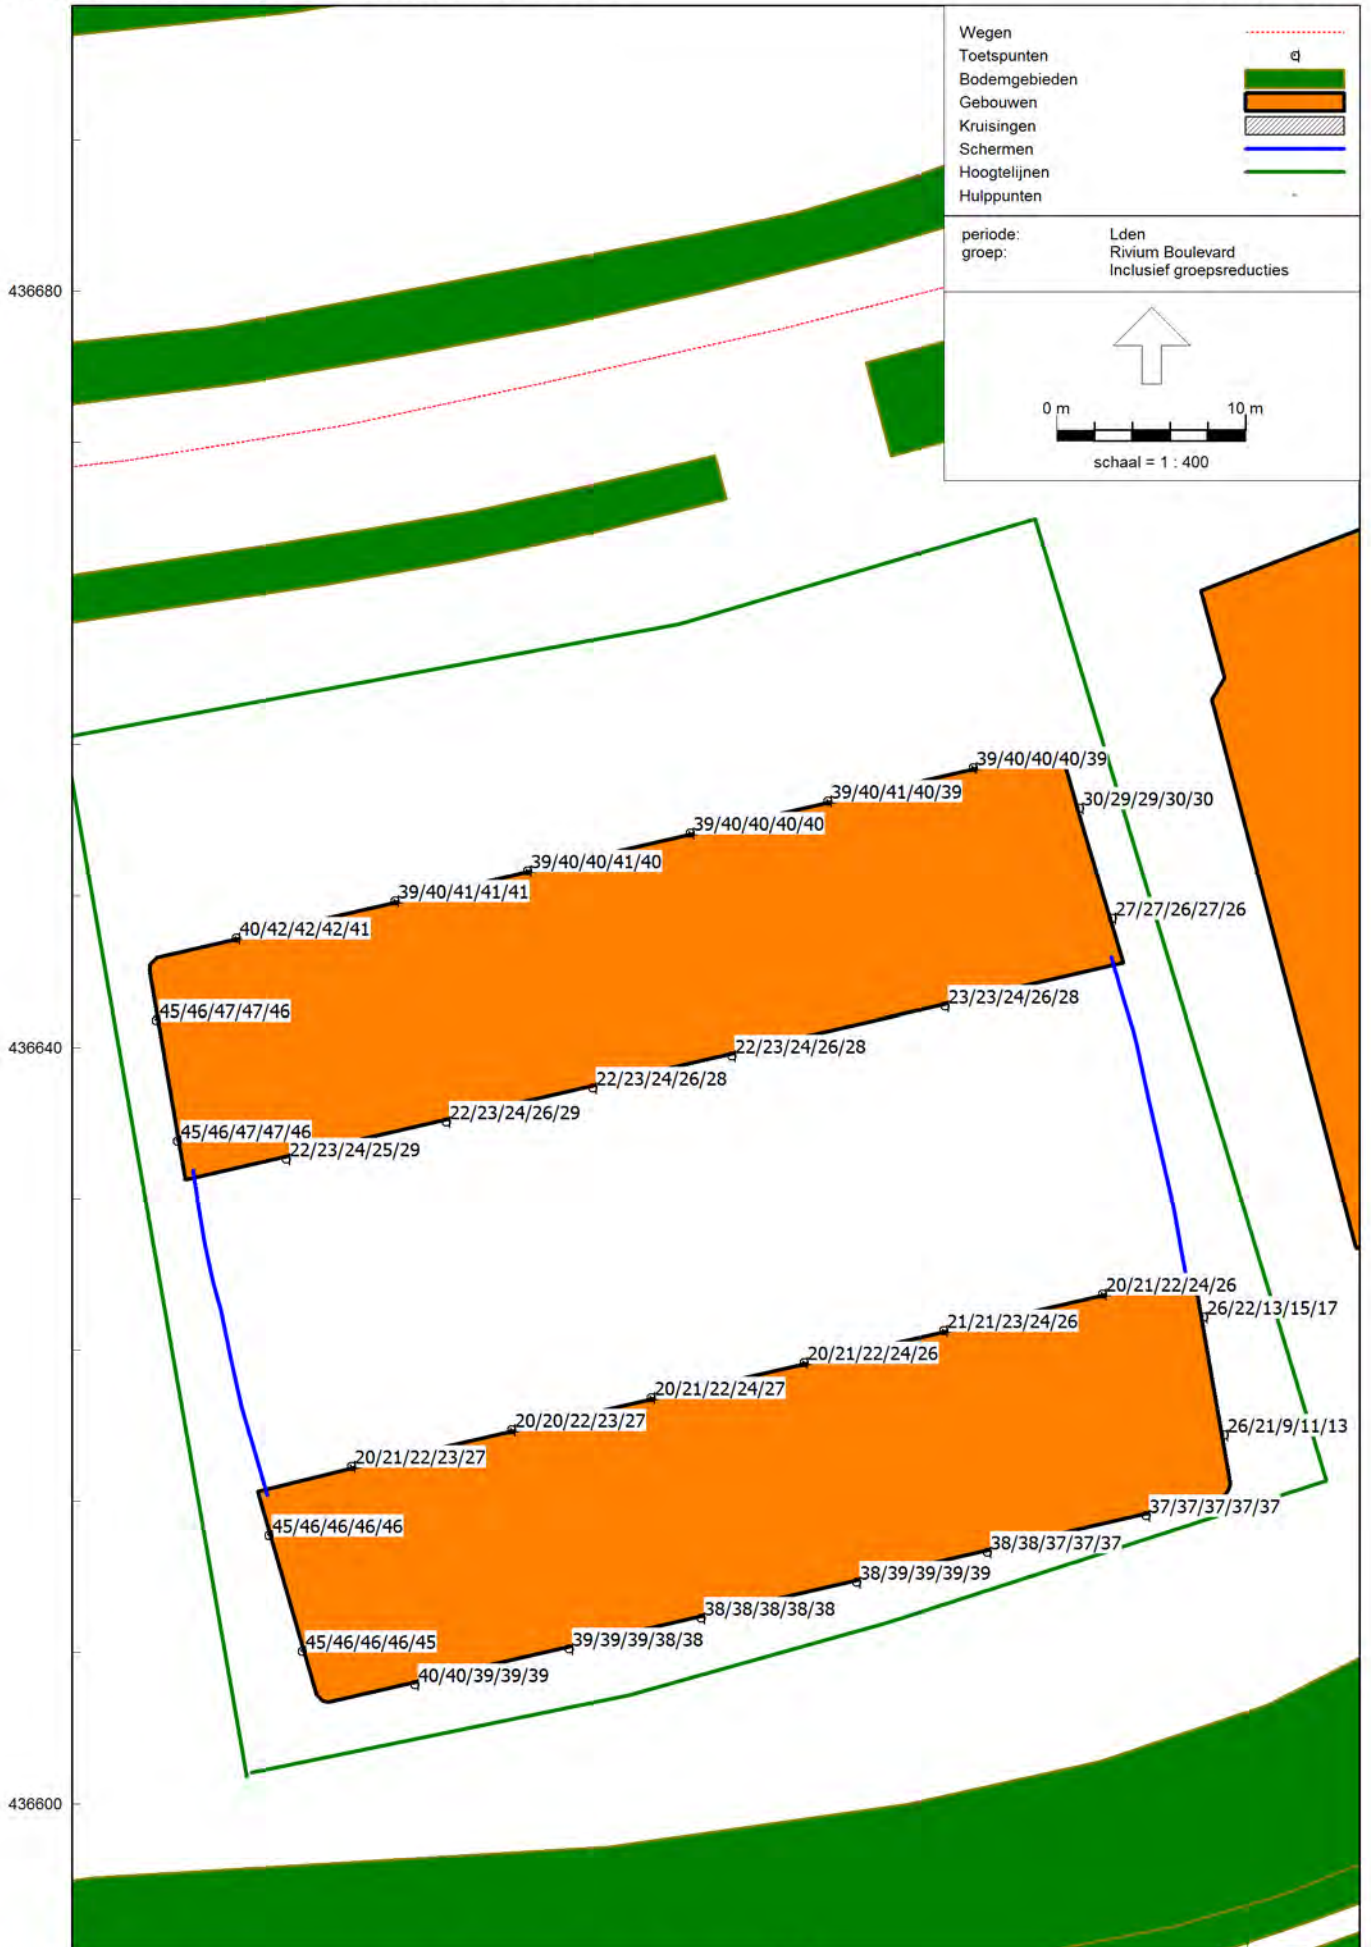 Wegen
Toetspunten
Bodemgebieden
Gebouwen
Kruisingen
Schermen
Hoogtelijnen
Hulppunten
periode: Lden
groep: Rivium Boulevard
Inclusief groepsreducties
0 m 10 m
schaal = 1 : 400
436680
39/40/40/40/39
39/40/41/40/39
30/29/29/30/30
39/40/40/40/40
39/40/40/41/40
39/40/41/41/41
27/27/26/27/26
40/42/42/42/41
23/23/24/26/28
45/46/47/47/46
436640
22/23/24/26/28
22/23/24/26/28
22/23/24/26/29
45/46/47/47/46
22/23/24/25/29
20/21/22/24/26
26/22/13/15/17
21/21/23/24/26
20/21/22/24/26
20/21/22/24/27
20/20/22/23/27
26/21/9/11/13
20/21/22/23/27
37/37/37/37/37
45/46/46/46/46
38/38/37/37/37
38/39/39/39/39
38/38/38/38/38
39/39/39/38/38
45/46/46/46/45
40/40/39/39/39
436600